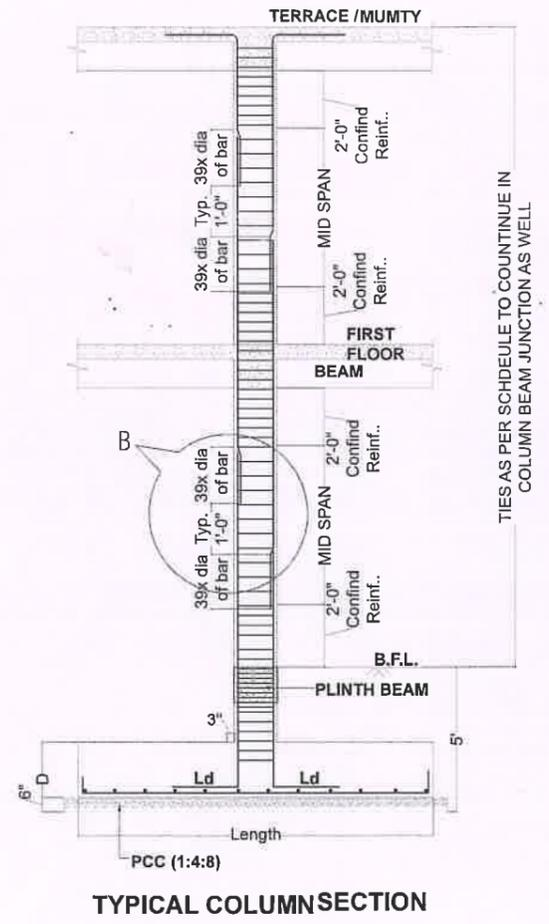 TERRACE /MUMTY
39x dia
of bar
Typ.
1'-0"
39x dia
of bar
2'-0"
Confind
Reinf..
MID SPAN
2'-0"
Confind
Reinf..
FIRST
FLOOR
BEAM
B
39x dia
of bar
Typ.
1'-0"
39x dia
of bar
2'-0"
Confind
Reinf..
MID SPAN
2'-0"
Confind
Reinf..
TIES AS PER SCHDEULE TO COUNTINUE IN
COLUMN BEAM JUNCTION AS WELL
B.F.L.
PLINTH BEAM
3"
5'
D
6"
Ld
Ld
Length
PCC (1:4:8)
TYPICAL COLUMN SECTION